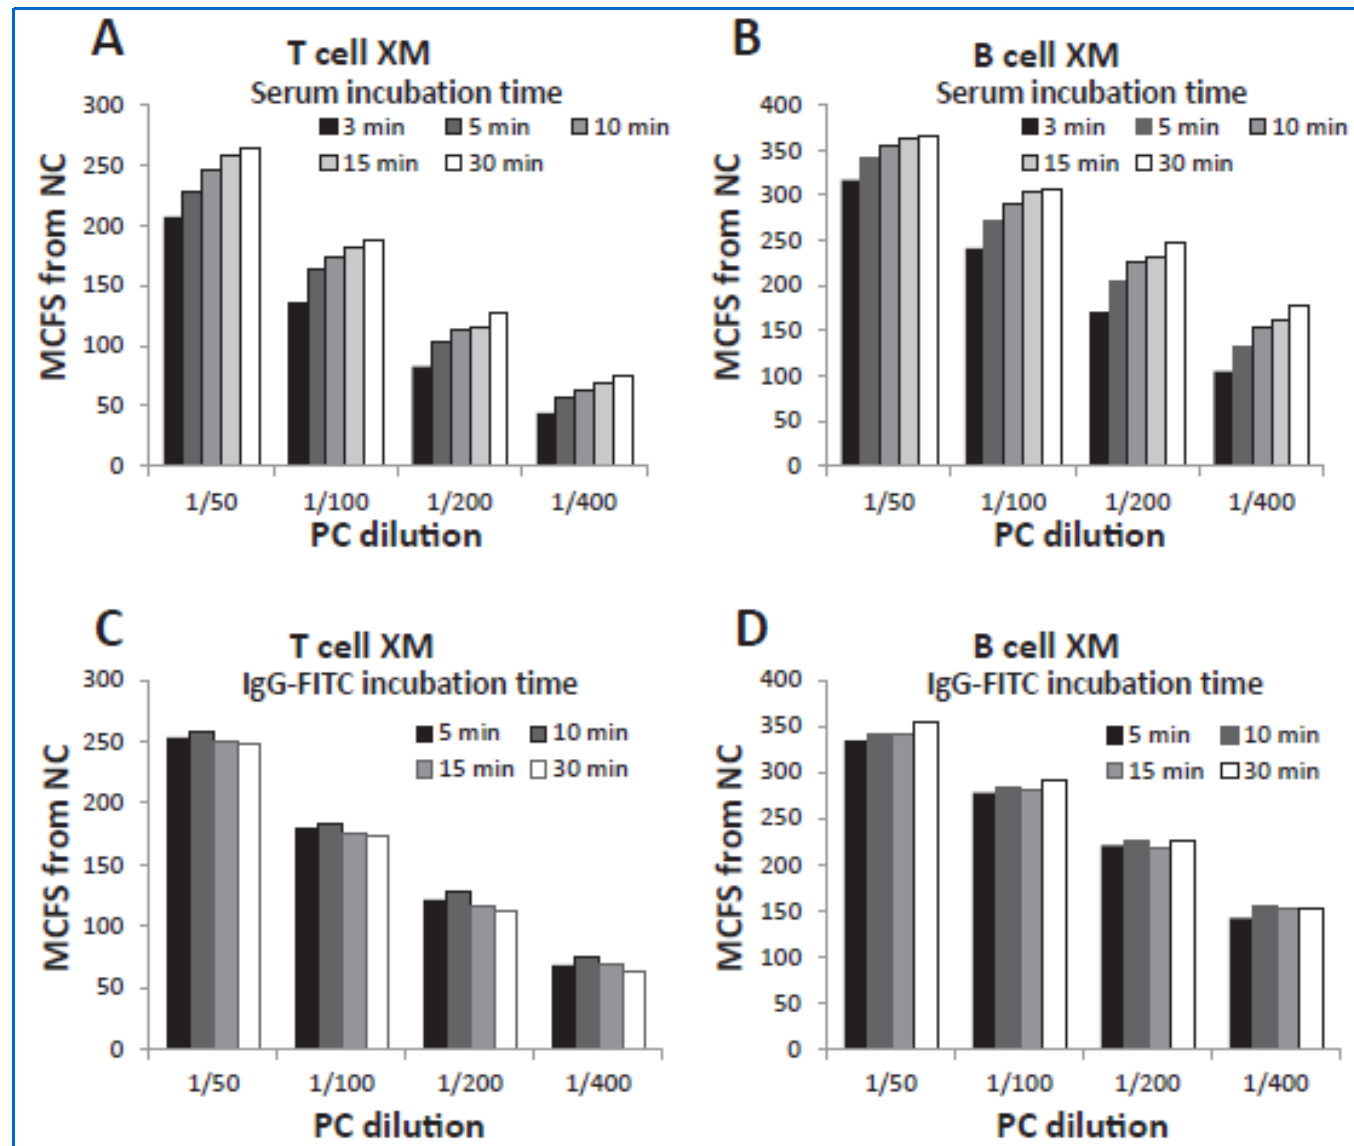 A
T cell XM
Serum incubation time
3 min 5 min 10 min
15 min 30 min
MCFS from NC
300
250
200
150
100
50
0
1/50 1/100 1/200 1/400
PC dilution
B
B cell XM
Serum incubation time
3 min 5 min 10 min
15 min 30 min
MCFS from NC
400
350
300
250
200
150
100
50
0
1/50 1/100 1/200 1/400
PC dilution
C
T cell XM
IgG-FITC incubation time
5 min 10 min
15 min 30 min
MCFS from NC
300
250
200
150
100
50
0
1/50 1/100 1/200 1/400
PC dilution
D
B cell XM
IgG-FITC incubation time
5 min 10 min
15 min 30 min
MCFS from NC
400
350
300
250
200
150
100
50
0
1/50 1/100 1/200 1/400
PC dilution